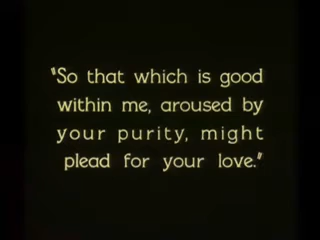 "So that which is good
within me, aroused by
your purity, might
plead for your love."